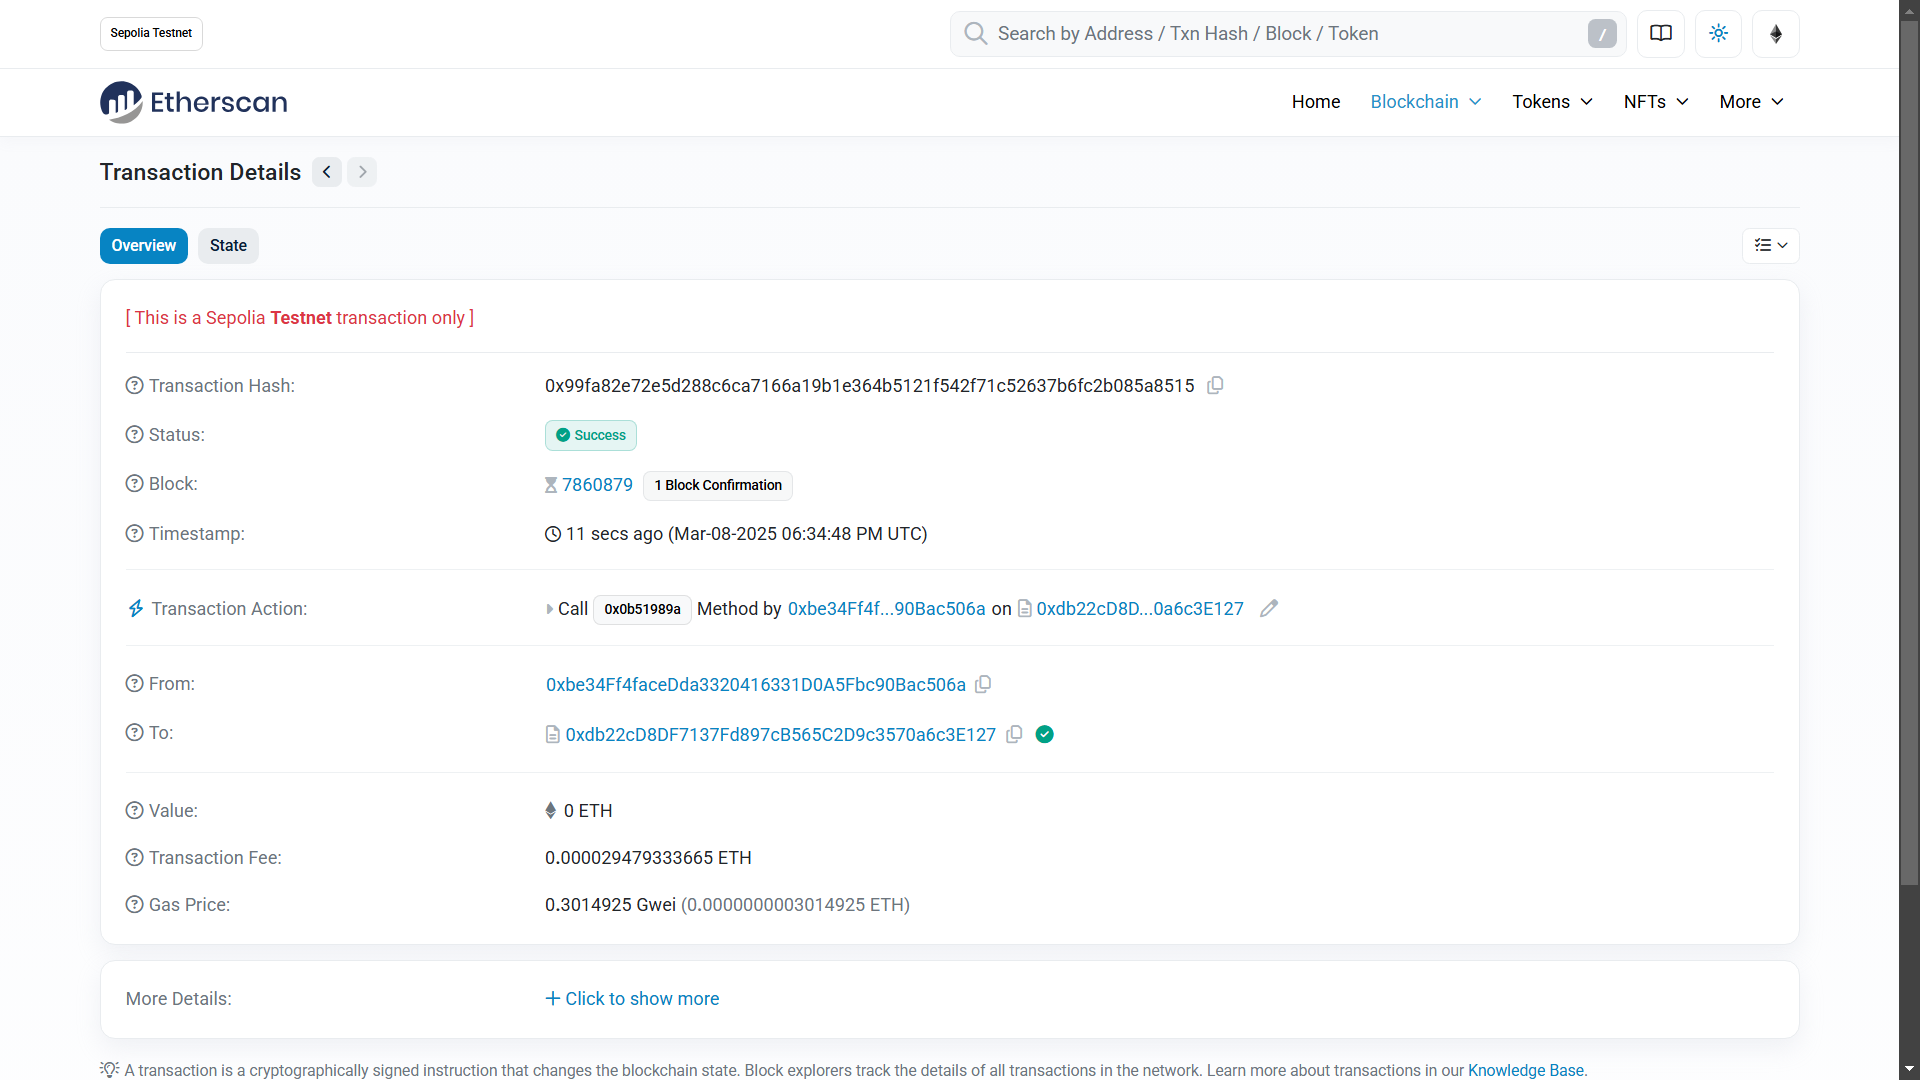 Sepolia Testnet
Search by Address / Txn Hash / Block / Token
/
Etherscan
Home Blockchain Tokens NFTs More
Transaction Details
Overview State
[ This is a Sepolia Testnet transaction only ]
Transaction Hash: 0x99fa82e72e5d288c6ca7166a19b1e364b5121f542f71c52637b6fc2b085a8515
Status: Success
Block: 7860879 1 Block Confirmation
Timestamp: 11 secs ago (Mar-08-2025 06:34:48 PM UTC)
Transaction Action: Call 0x0b51989a Method by 0xbe34Ff4f...90Bac506a on 0xdb22cD8D...0a6c3E127
From: 0xbe34Ff4faceDda3320416331D0A5Fbc90Bac506a
To: 0xdb22cD8DF7137Fd897cB565C2D9c3570a6c3E127
Value: 0 ETH
Transaction Fee: 0.000029479333665 ETH
Gas Price: 0.3014925 Gwei (0.0000000003014925 ETH)
More Details: Click to show more
A transaction is a cryptographically signed instruction that changes the blockchain state. Block explorers track the details of all transactions in the network. Learn more about transactions in our Knowledge Base.